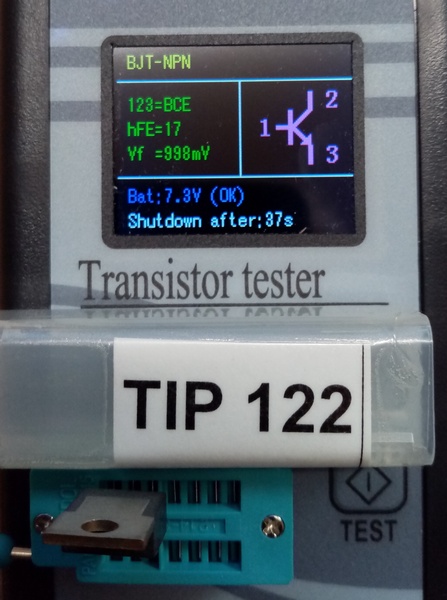 BJT-NPN
123=BCE
hFE=17
Vf =998mV
1
2
3
Bat:7.3V (OK)
Shutdown after:37s
Transistor tester
TIP 122
TEST